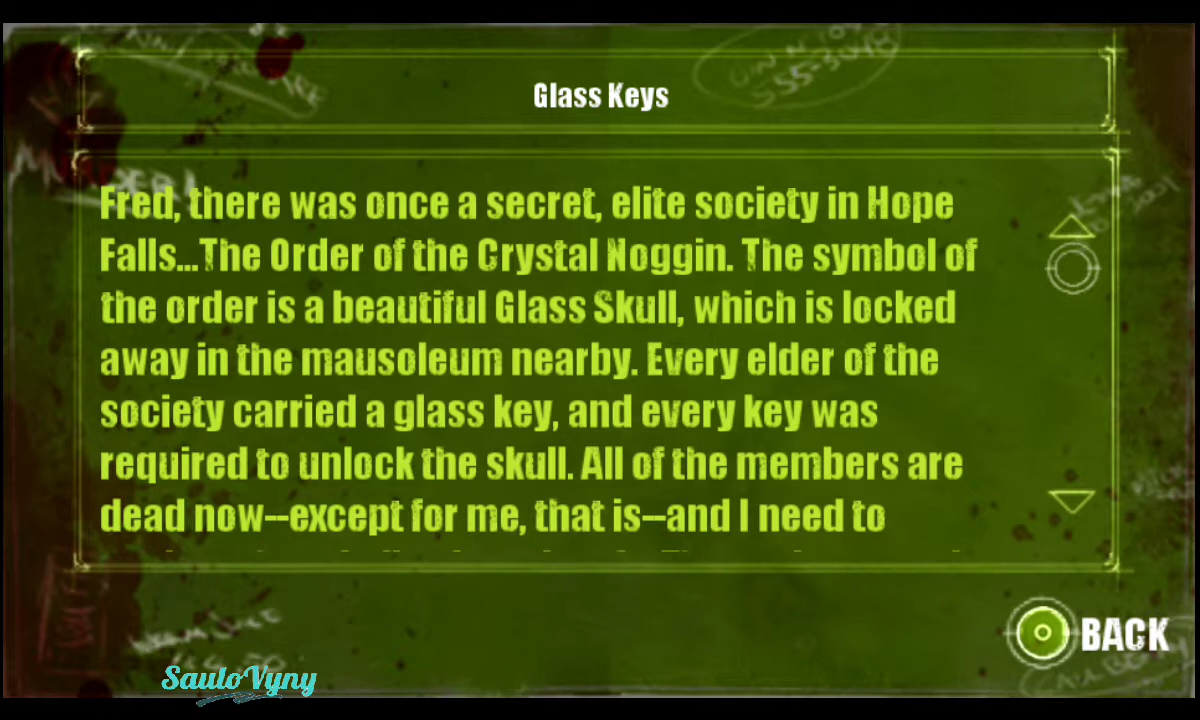 555-3048
Glass Keys
Fred, there was once a secret, elite society in Hope
Falls...The Order of the Crystal Noggin. The symbol of
the order is a beautiful Glass Skull, which is locked
away in the mausoleum nearby. Every elder of the
society carried a glass key, and every key was
required to unlock the skull. All of the members are
dead now--except for me, that is--and I need to
BACK
SauloVyny